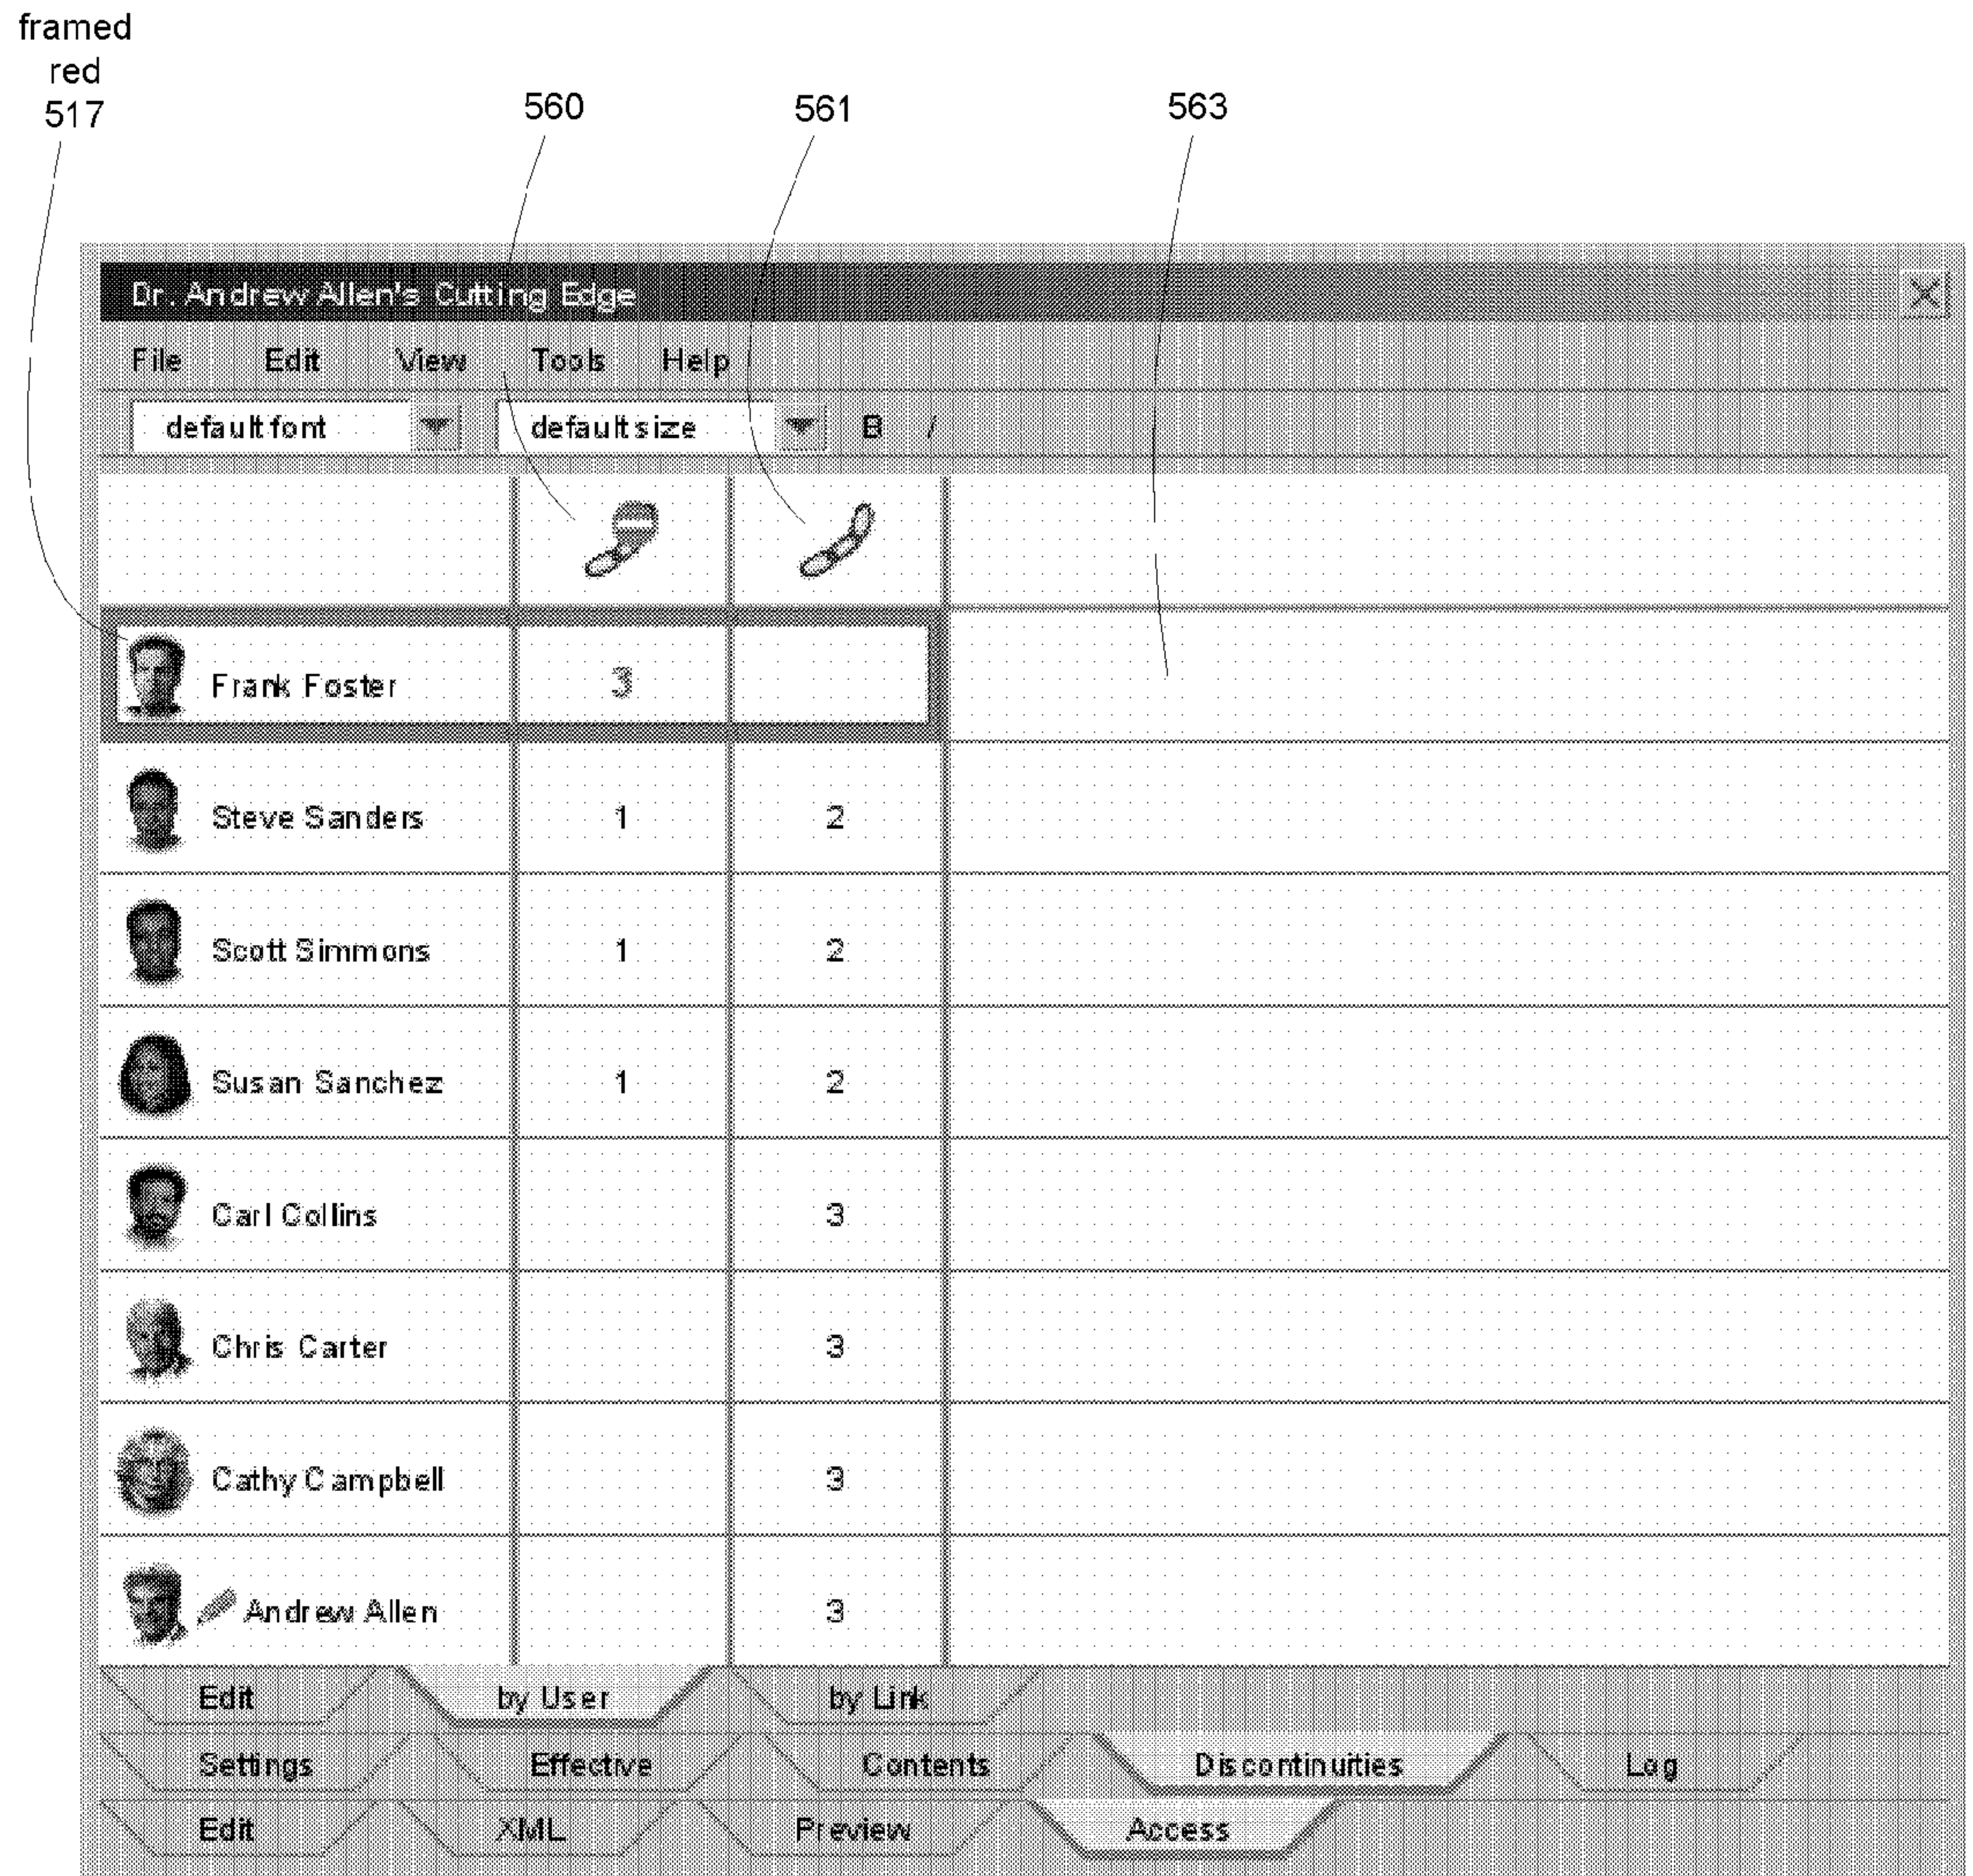 framed
red
517
560 561 563
Dr. Andrew Allen's Cutting Edge
File Edit View Tools Help
default font default size B I
Frank Foster 3
Steve Sanders 1 2
Scott Simmons 1 2
Susan Sanchez 1 2
Carl Collins 3
Chris Carter 3
Cathy Campbell 3
Andrew Allen 3
Edit by User by Link
Settings Effective Contents Discontinuities Log
Edit XML Preview Access